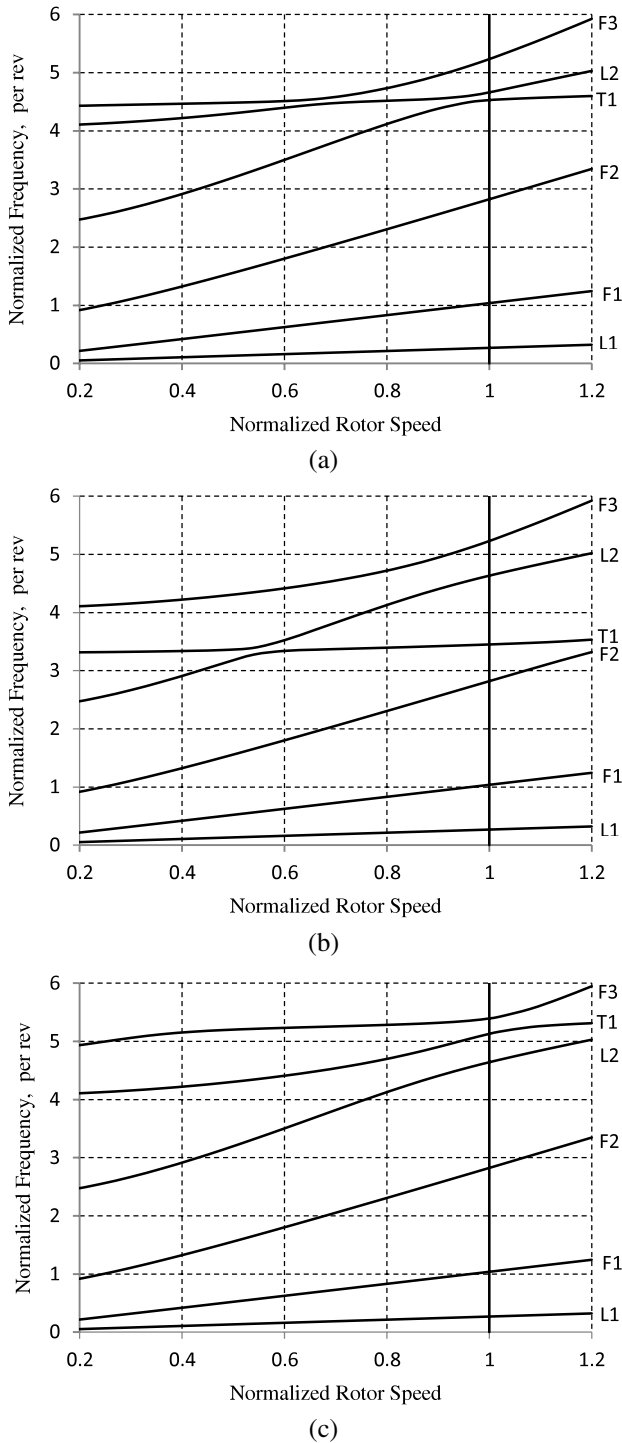 6
5
4
3
2
1
0
Normalized Frequency, per rev
F3
L2
T1
F2
F1
L1
0.2 0.4 0.6 0.8 1 1.2
Normalized Rotor Speed
(a)
6
5
4
3
2
1
0
Normalized Frequency, per rev
F3
L2
T1
F2
F1
L1
0.2 0.4 0.6 0.8 1 1.2
Normalized Rotor Speed
(b)
6
5
4
3
2
1
0
Normalized Frequency, per rev
F3
T1
L2
F2
F1
L1
0.2 0.4 0.6 0.8 1 1.2
Normalized Rotor Speed
(c)